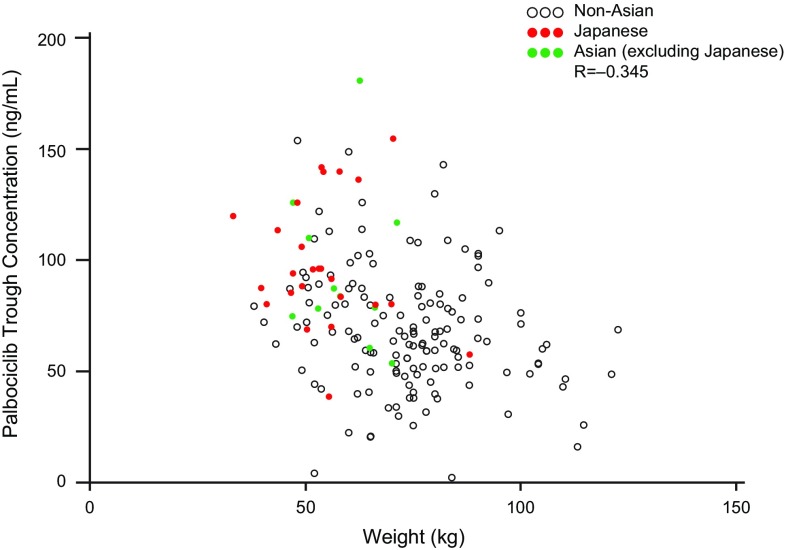 Non-Asian
Japanese
Asian (excluding Japanese)
R=–0.345
Palbociclib Trough Concentration (ng/mL)
200
150
100
50
0
0 50 100 150
Weight (kg)